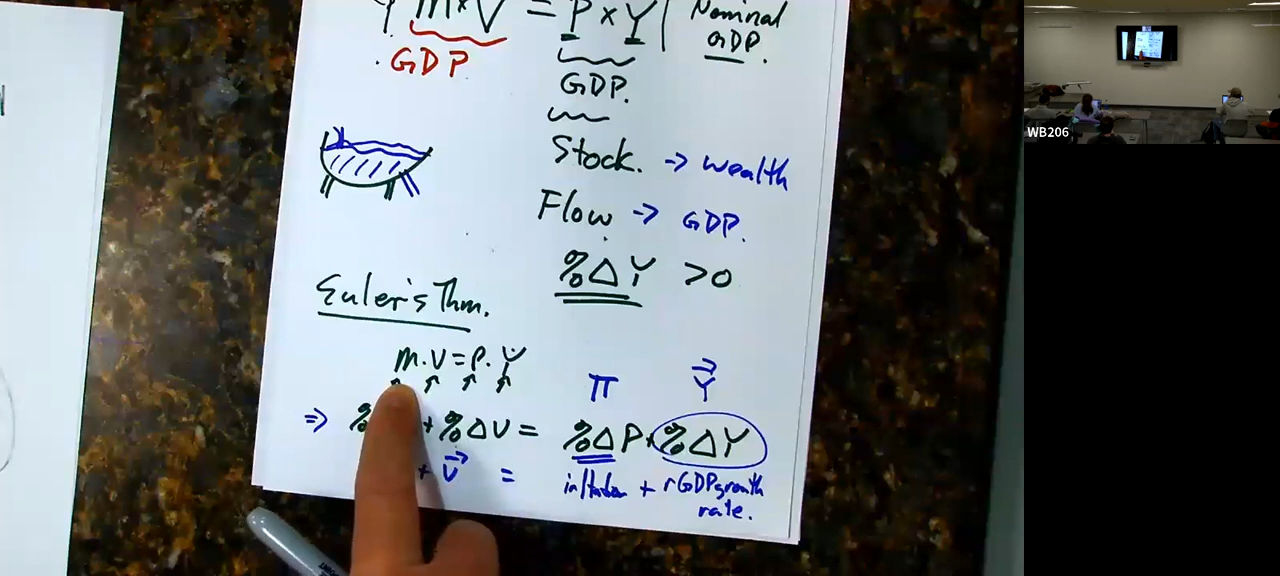 M × V = P × Y | Nominal GDP.
GDP GDP.
Stock. → wealth
Flow → GDP.
%Δ Y > 0
Euler's Thm.
m · V = P · Y
π Y
⇒ % + %ΔV = %ΔP + %ΔY
+ V = inflation + rGDP growth rate.
WB206